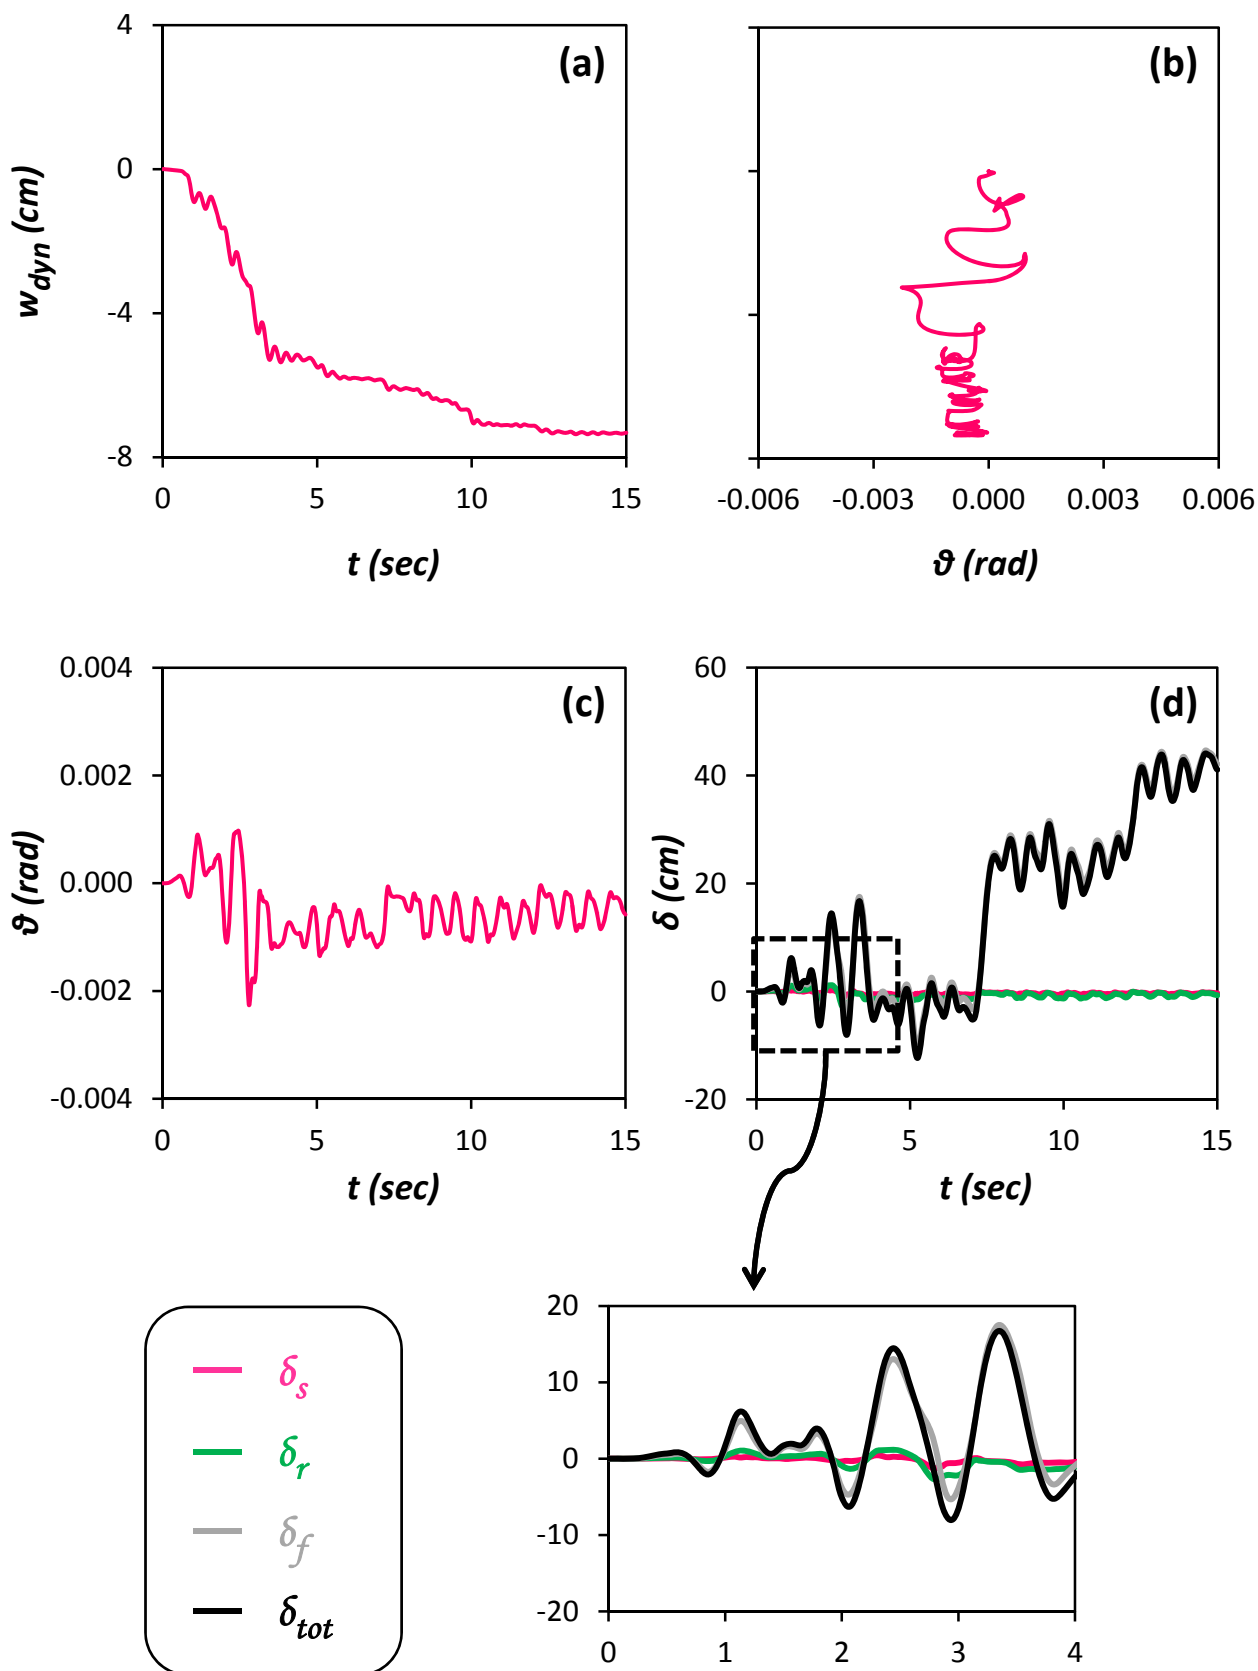 (a)
4
0
-4
-8
w_dyn (cm)
0 5 10 15
t (sec)
(b)
-0.006 -0.003 0.000 0.003 0.006
ϑ (rad)
(c)
0.004
0.002
0.000
-0.002
-0.004
ϑ (rad)
0 5 10 15
t (sec)
(d)
60
40
20
0
-20
δ (cm)
0 5 10 15
t (sec)
δ_s
δ_r
δ_f
δ_tot
20
10
0
-10
-20
0 1 2 3 4